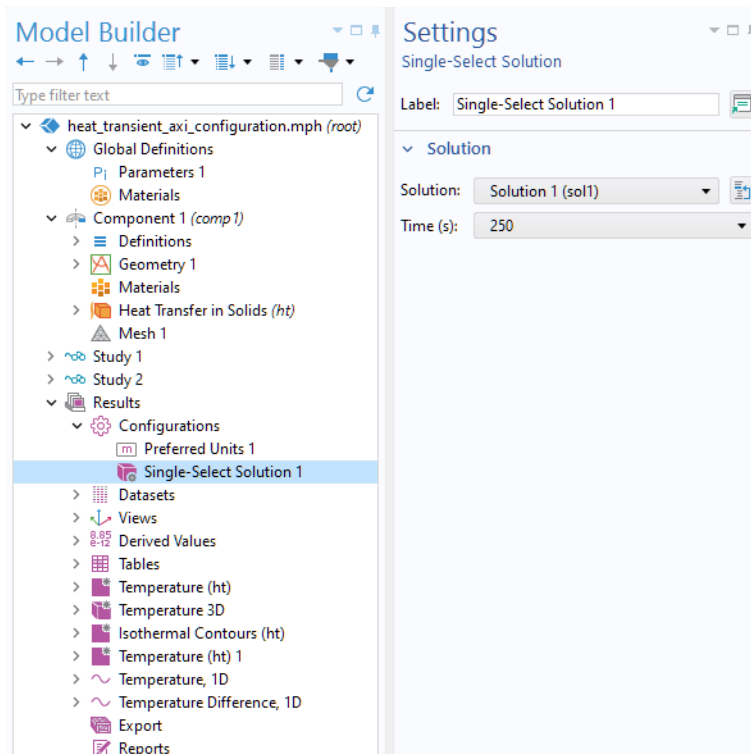 Model Builder
Type filter text
heat_transient_axi_configuration.mph (root)
Global Definitions
Pi Parameters 1
Materials
Component 1 (comp1)
Definitions
Geometry 1
Materials
Heat Transfer in Solids (ht)
Mesh 1
Study 1
Study 2
Results
Configurations
m Preferred Units 1
Single-Select Solution 1
Datasets
Views
8.85
e-12
Derived Values
Tables
Temperature (ht)
Temperature 3D
Isothermal Contours (ht)
Temperature (ht) 1
Temperature, 1D
Temperature Difference, 1D
Export
Reports
Settings
Single-Select Solution
Label: Single-Select Solution 1
Solution
Solution: Solution 1 (sol1)
Time (s): 250